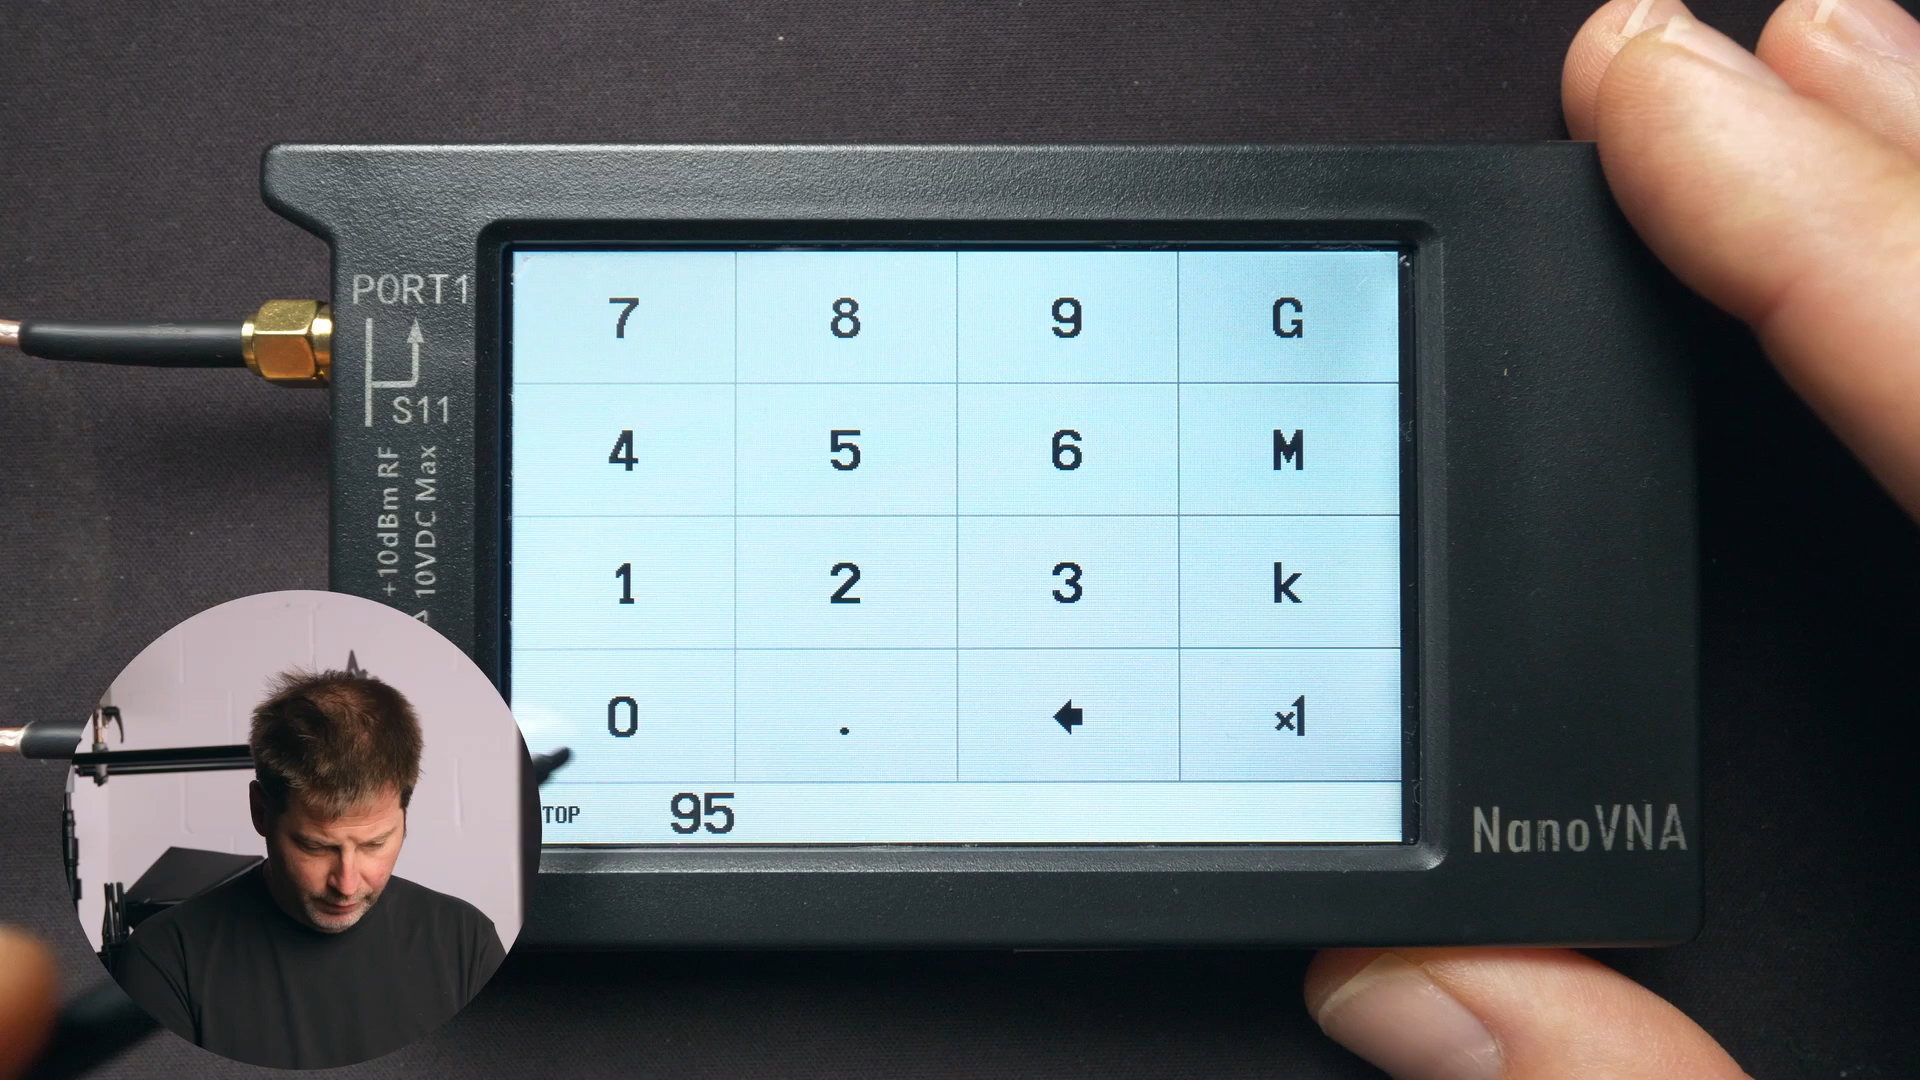 PORT1
S11
+10dBm RF
10VDC Max
7 8 9 G
4 5 6 M
1 2 3 k
0 . ← ×1
TOP 95
NanoVNA